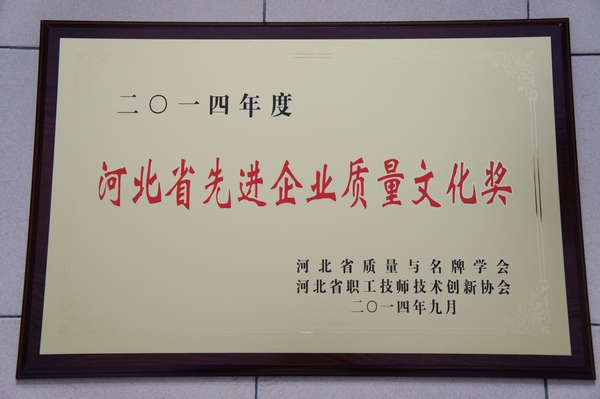 二〇一四年度
河北省先进企业质量文化奖
河北省质量与名牌学会
河北省职工技师技术创新协会
二〇一四年九月